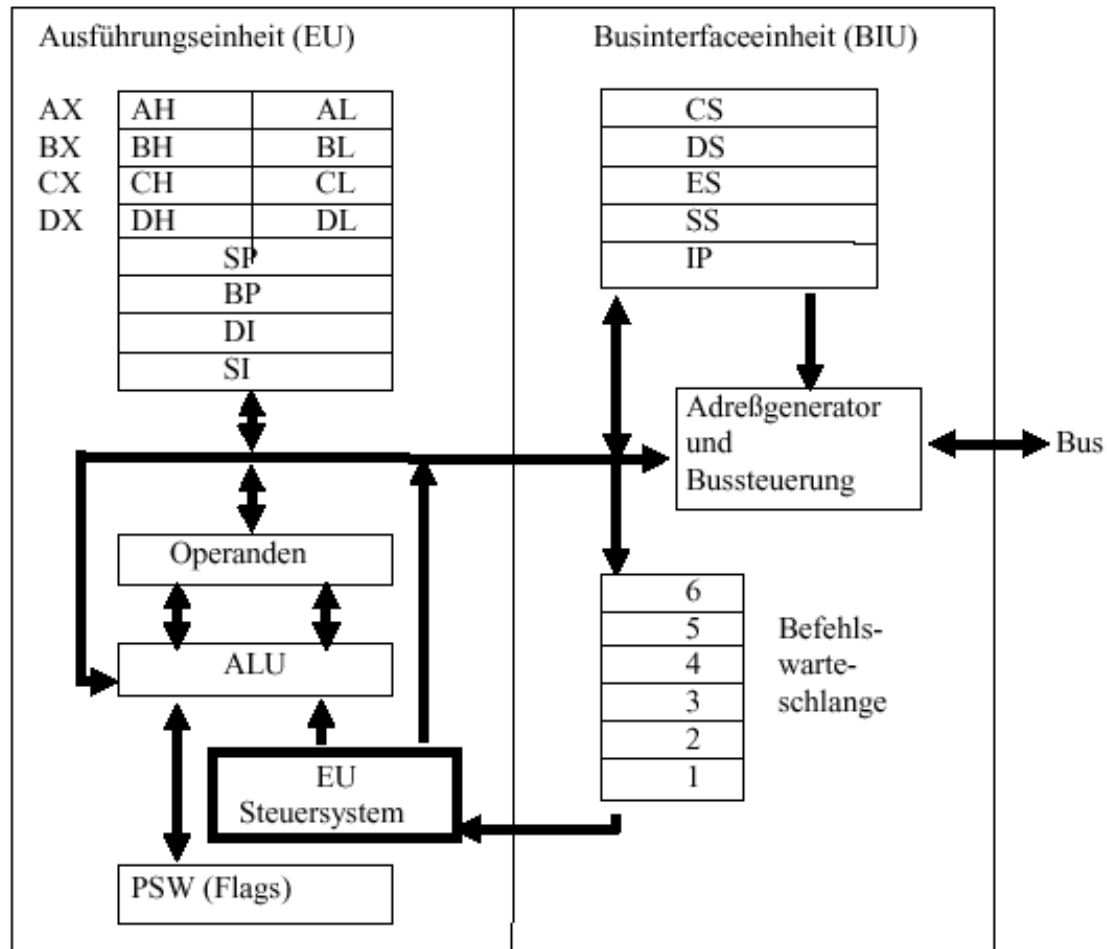 Ausführungseinheit (EU)
Businterfaceeinheit (BIU)
AX AH AL
BX BH BL
CX CH CL
DX DH DL
SP
BP
DI
SI
CS
DS
ES
SS
IP
Adreßgenerator
und
Bussteuerung
Bus
Operanden
ALU
EU
Steuersystem
PSW (Flags)
6
5
4
3
2
1
Befehls-
warte-
schlange